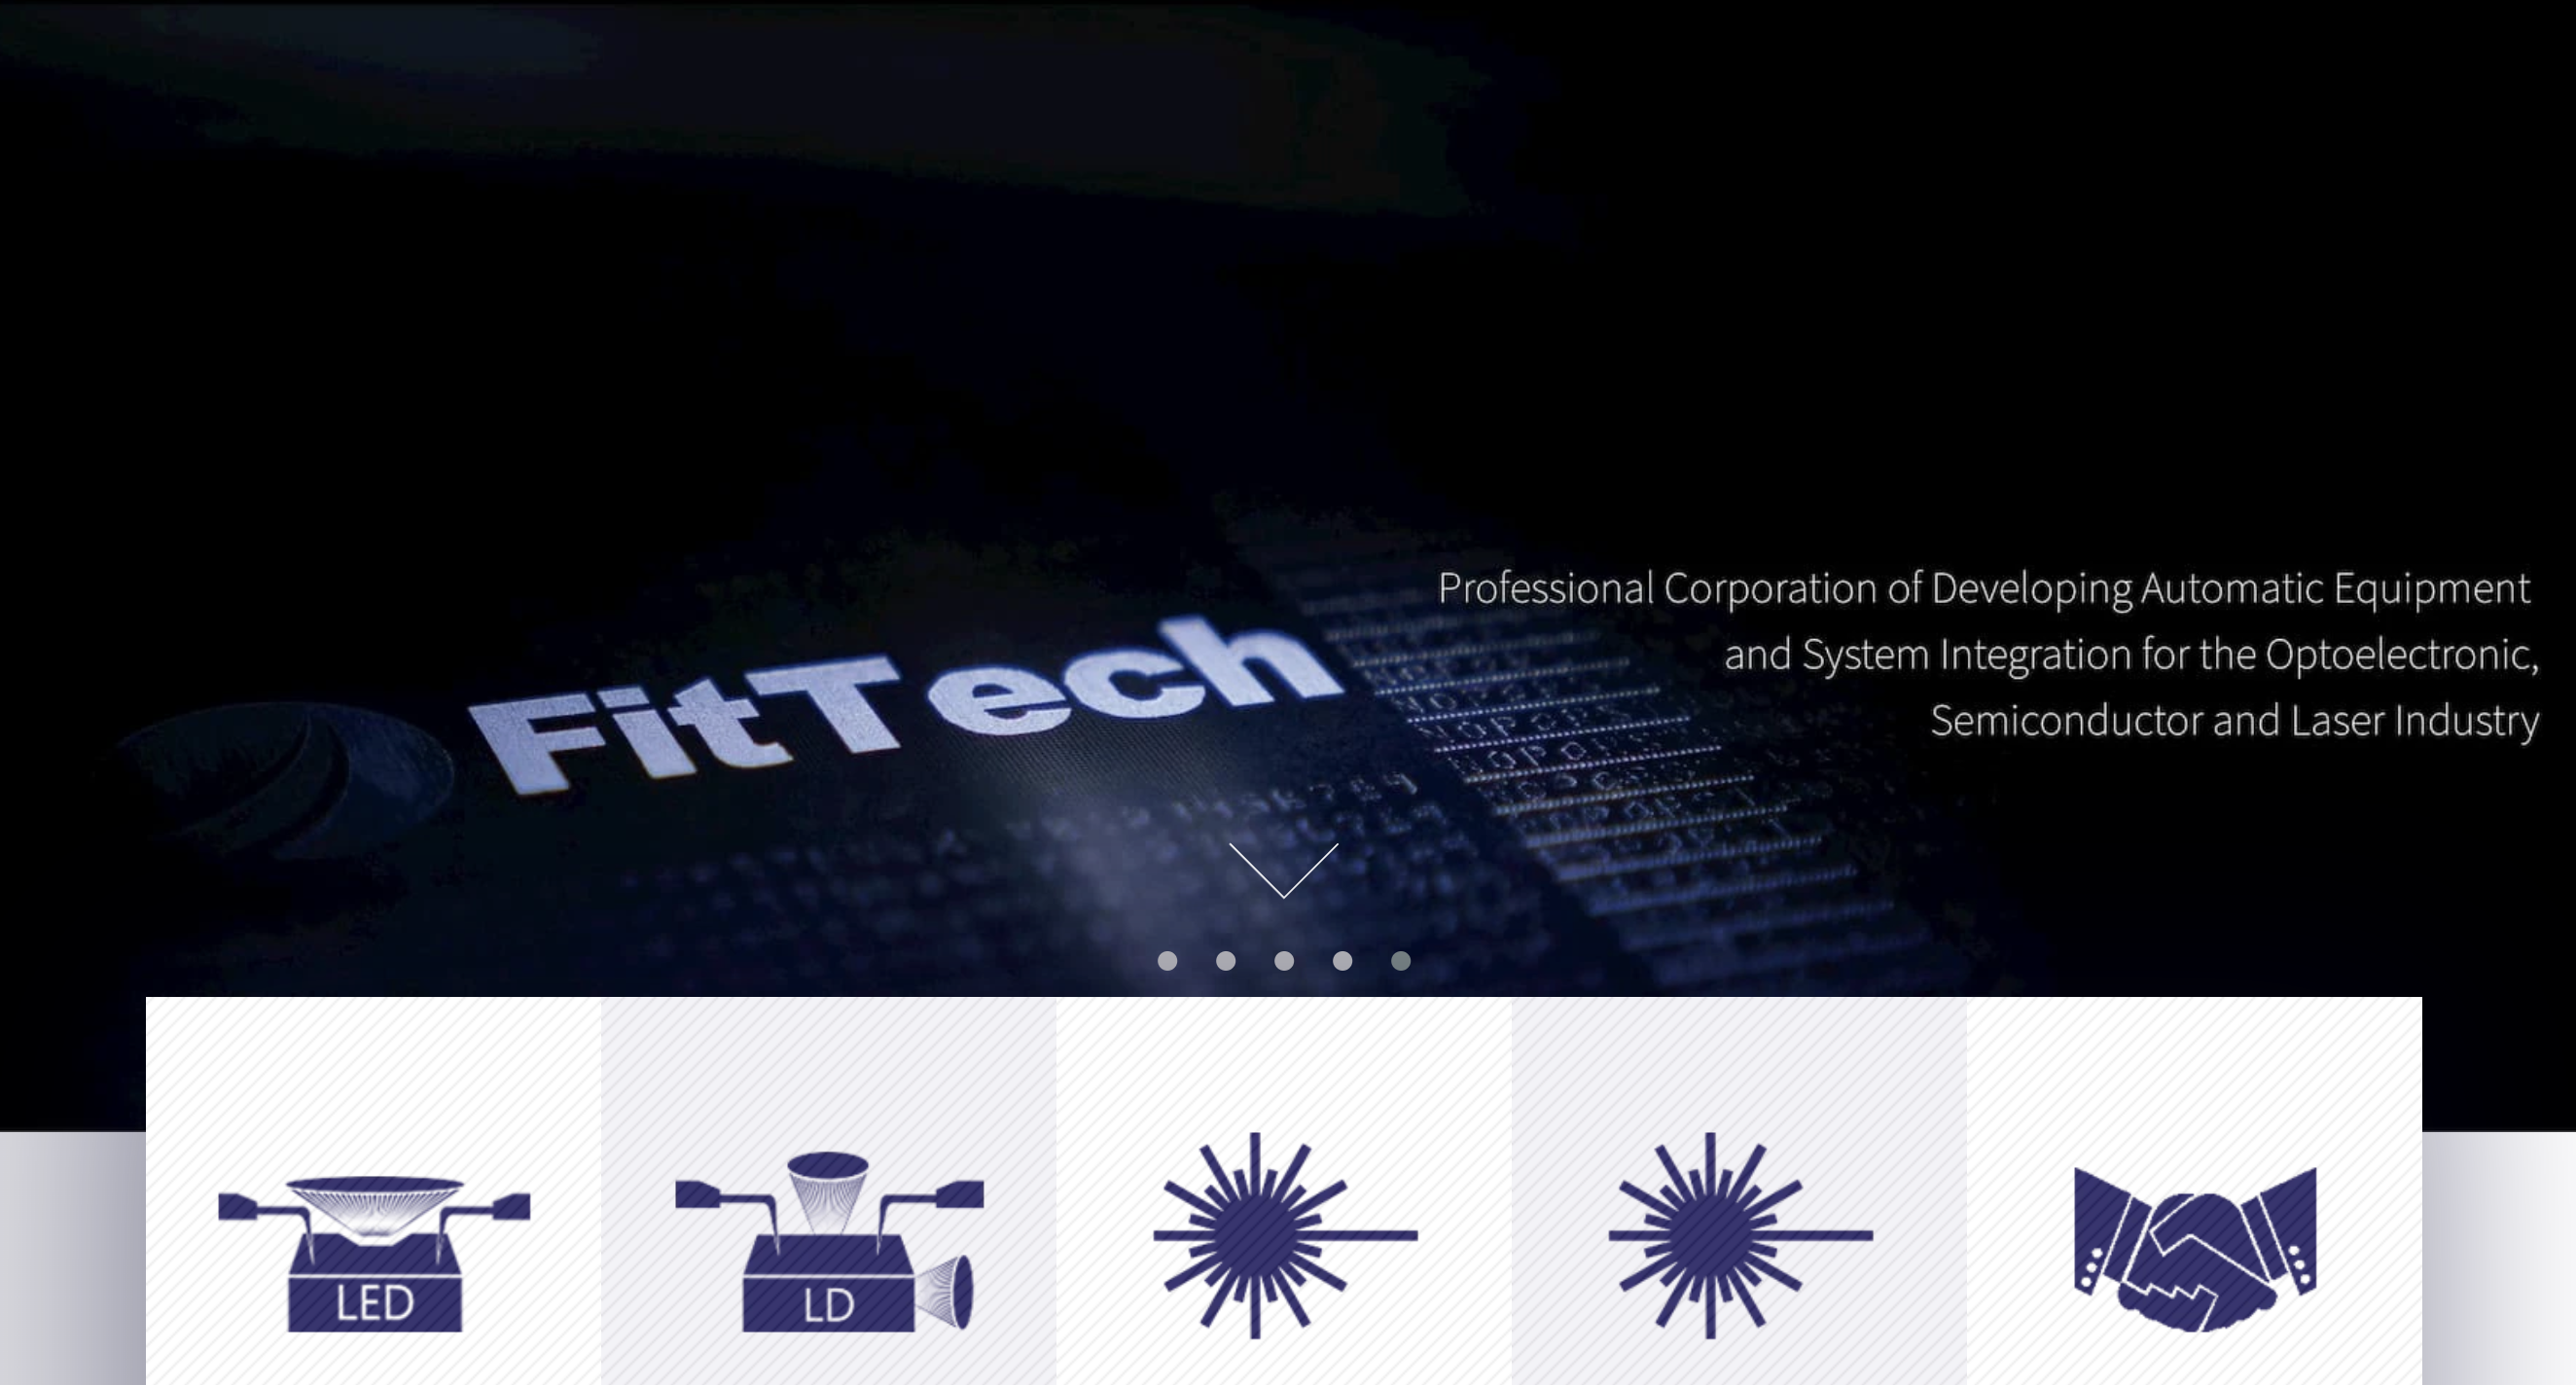 FitTech
Professional Corporation of Developing Automatic Equipment
and System Integration for the Optoelectronic,
Semiconductor and Laser Industry
LED
LD